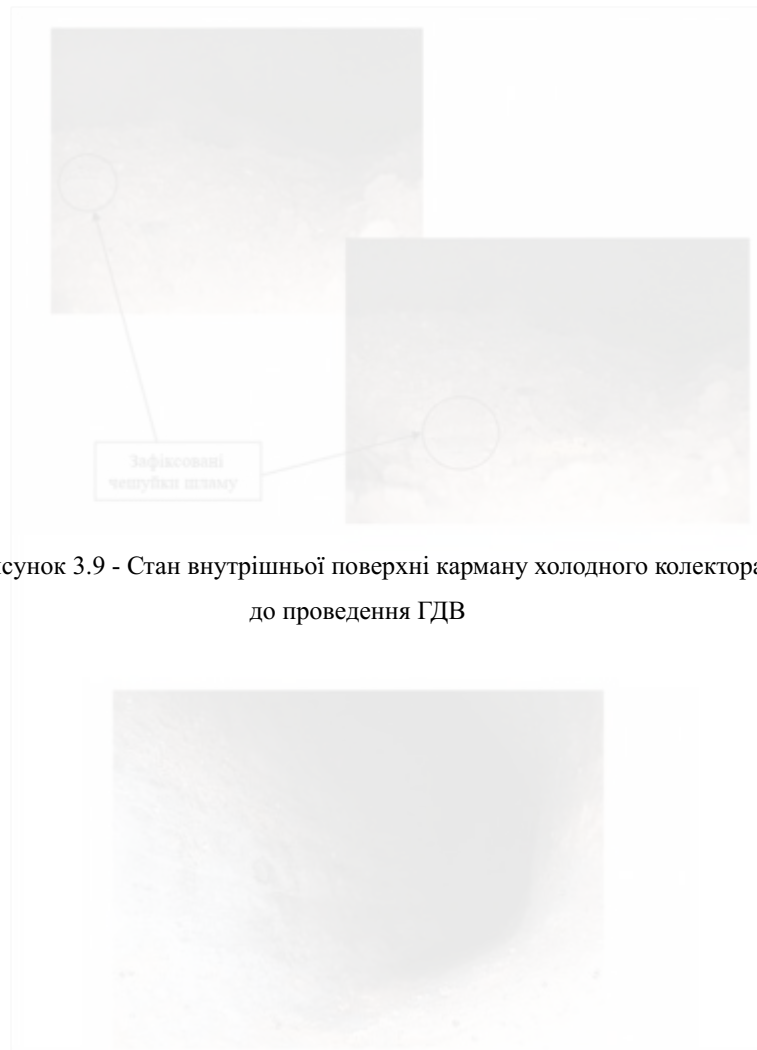 Зафіксовані
чешуйки шламу
сунок 3.9 - Стан внутрішньої поверхні карману холодного колектора
до проведення ГДВ